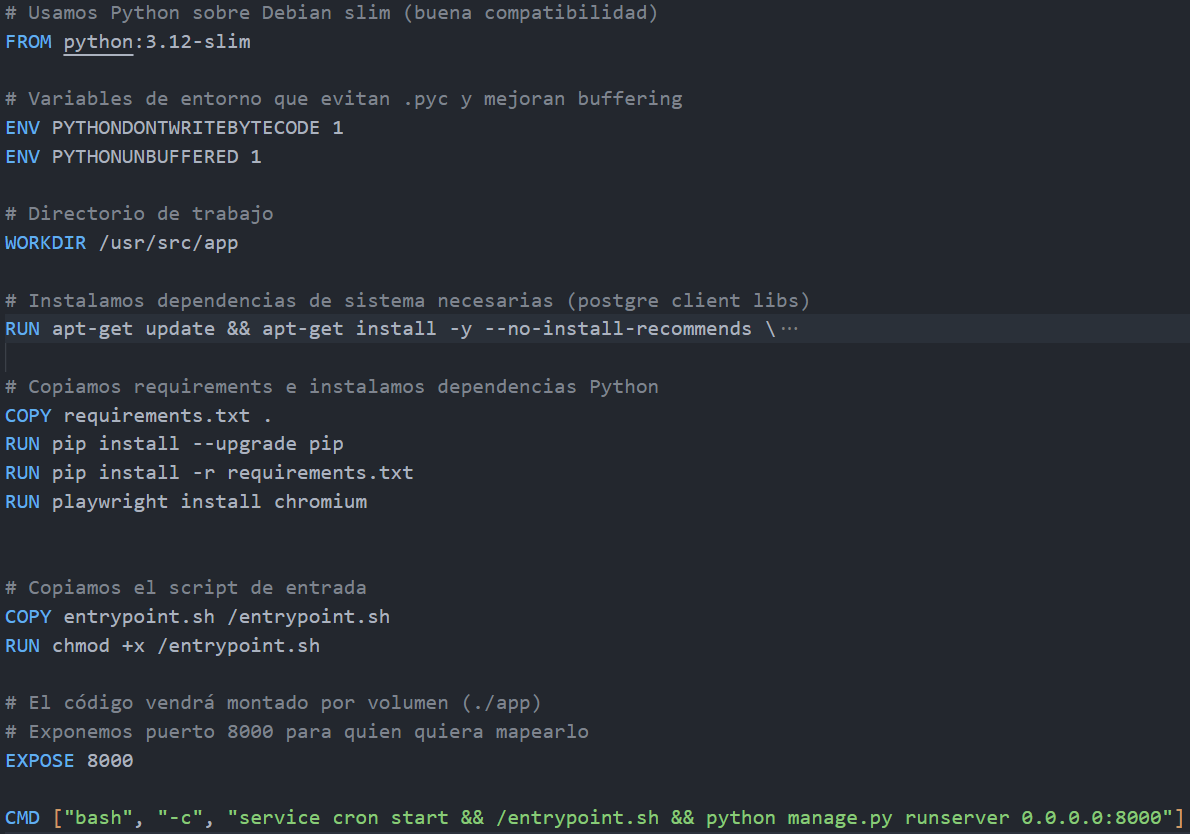 # Usamos Python sobre Debian slim (buena compatibilidad)
FROM python:3.12-slim
# Variables de entorno que evitan .pyc y mejoran buffering
ENV PYTHONDONTWRITEBYTECODE 1
ENV PYTHONUNBUFFERED 1
# Directorio de trabajo
WORKDIR /usr/src/app
# Instalamos dependencias de sistema necesarias (postgre client libs)
RUN apt-get update && apt-get install -y --no-install-recommends \ ···
# Copiamos requirements e instalamos dependencias Python
COPY requirements.txt .
RUN pip install --upgrade pip
RUN pip install -r requirements.txt
RUN playwright install chromium
# Copiamos el script de entrada
COPY entrypoint.sh /entrypoint.sh
RUN chmod +x /entrypoint.sh
# El código vendrá montado por volumen (./app)
# Exponemos puerto 8000 para quien quiera mapearlo
EXPOSE 8000
CMD ["bash", "-c", "service cron start && /entrypoint.sh && python manage.py runserver 0.0.0.0:8000"]